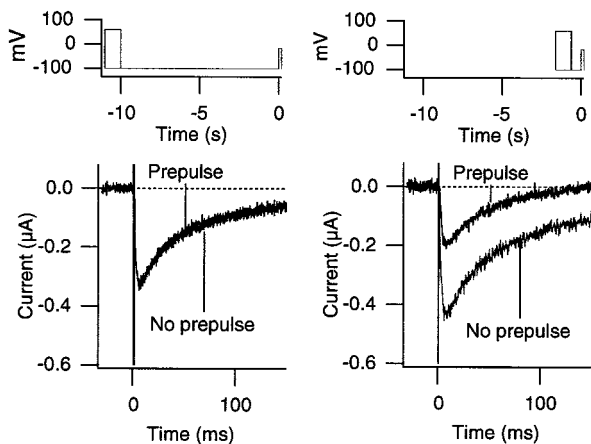 100
0
-100
mV
-10
-5
0
Time (s)
100
0
-100
mV
-10
-5
0
Time (s)
Prepulse
0.0
-0.2
-0.4
-0.6
Current (μA)
No prepulse
0
100
Time (ms)
Prepulse
0.0
-0.2
-0.4
-0.6
Current (μA)
No prepulse
0
100
Time (ms)